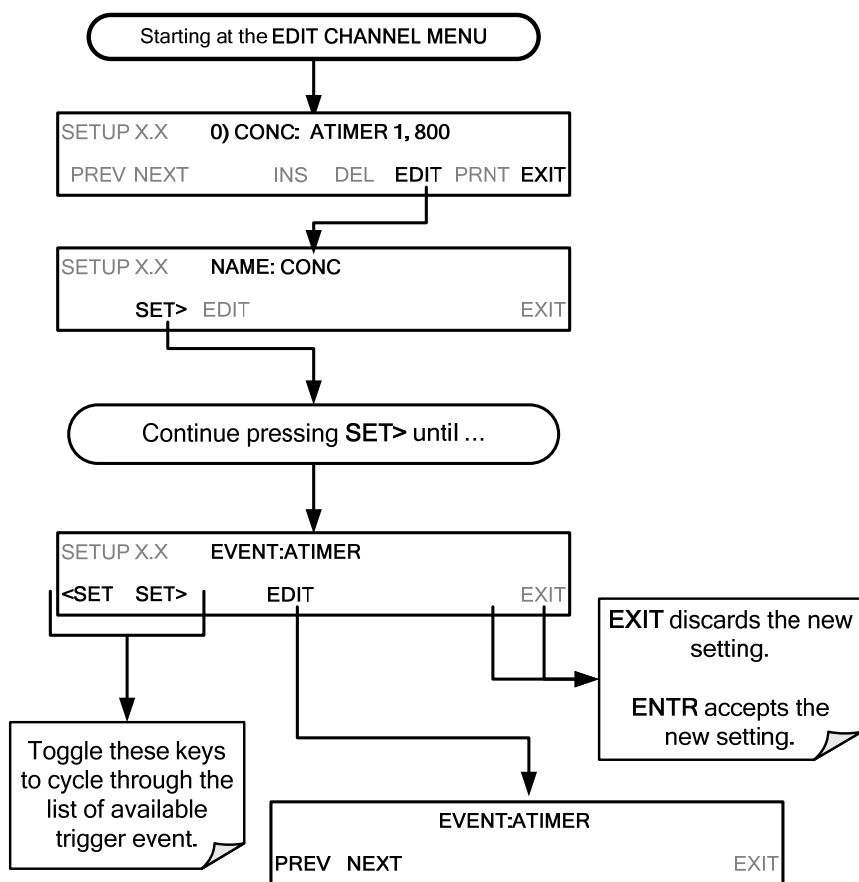 Starting at the EDIT CHANNEL MENU
SETUP X.X 0) CONC: ATIMER 1, 800
PREV NEXT INS DEL EDIT PRNT EXIT
SETUP X.X NAME: CONC
SET> EDIT EXIT
Continue pressing SET> until ...
SETUP X.X EVENT:ATIMER
<SET SET> EDIT EXIT
EXIT discards the new
setting.
ENTR accepts the
new setting.
Toggle these keys
to cycle through the
list of available
trigger event.
EVENT:ATIMER
PREV NEXT EXIT